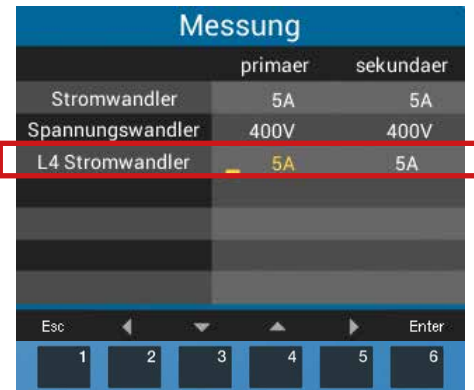 Messung
primaer sekundaer
Stromwandler 5A 5A
Spannungswandler 400V 400V
L4 Stromwandler 5A 5A
Esc Enter
1 2 3 4 5 6